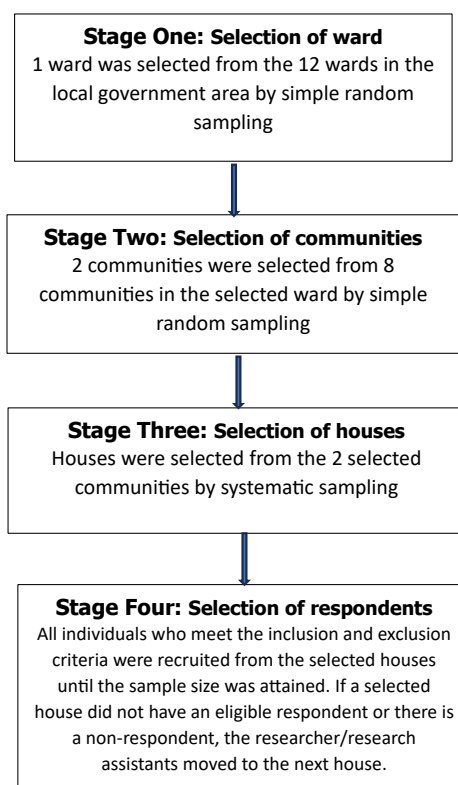 Stage One: Selection of ward
1 ward was selected from the 12 wards in the
local government area by simple random
sampling
Stage Two: Selection of communities
2 communities were selected from 8
communities in the selected ward by simple
random sampling
Stage Three: Selection of houses
Houses were selected from the 2 selected
communities by systematic sampling
Stage Four: Selection of respondents
All individuals who meet the inclusion and exclusion
criteria were recruited from the selected houses
until the sample size was attained. If a selected
house did not have an eligible respondent or there is
a non-respondent, the researcher/research
assistants moved to the next house.